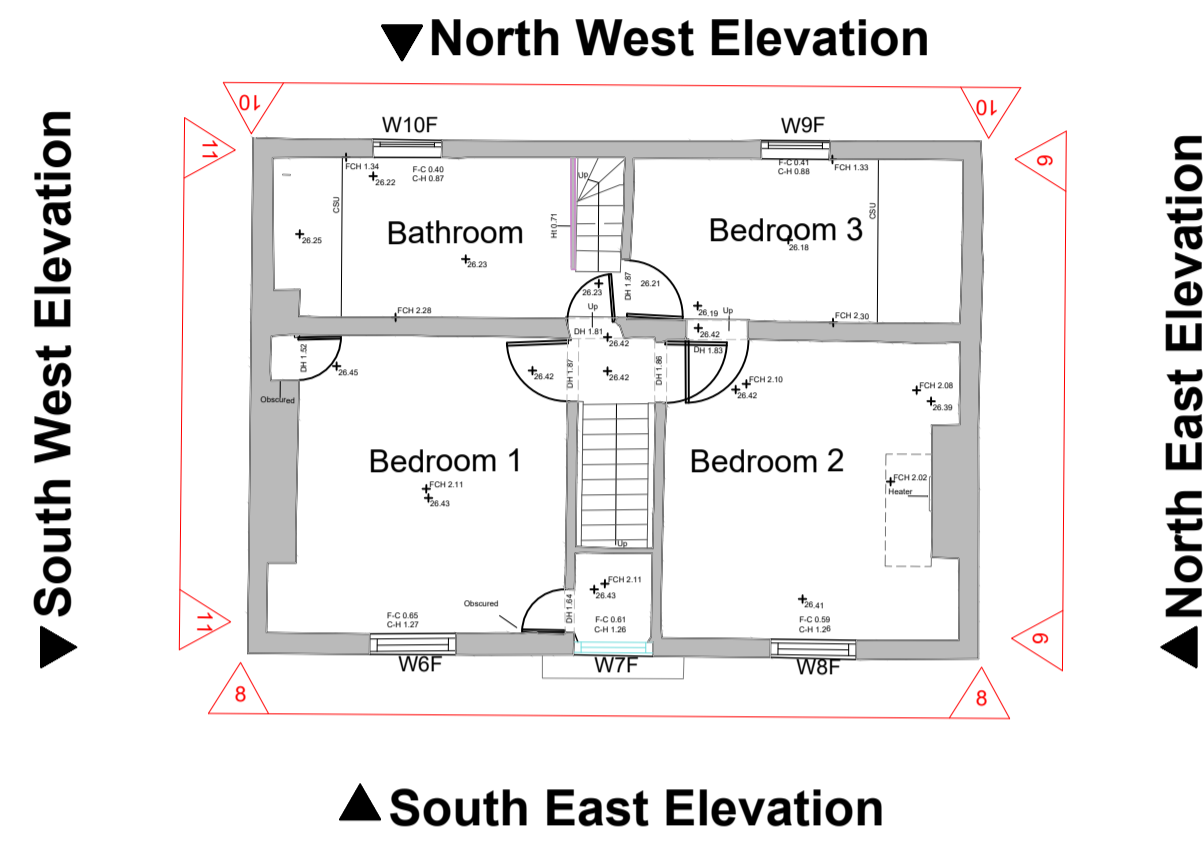 North West Elevation
10
10
W10F
W9F
11
9
FCH 1.34
F-C 0.40
C-H 0.87
26.22
Up
F-C 0.41
C-H 0.88
FCH 1.33
CSU
CSU
Ht 0.71
Bathroom
Bedroom 3
26.25
26.18
26.23
26.23
DH 1.87
26.21
FCH 2.28
Up
26.19
Up
FCH 2.30
DH 1.81
26.42
26.42
DH 1.52
26.45
26.42
DH 1.87
26.42
DH 1.86
DH 1.83
FCH 2.10
26.42
FCH 2.08
26.39
Obscured
Bedroom 1
Bedroom 2
FCH 2.11
26.43
FCH 2.02
Heater
Up
FCH 2.11
26.43
Obscured
DH 1.64
26.41
F-C 0.65
C-H 1.27
F-C 0.61
C-H 1.26
F-C 0.59
C-H 1.26
11
9
W6F
W7F
W8F
8
8
South West Elevation
North East Elevation
South East Elevation